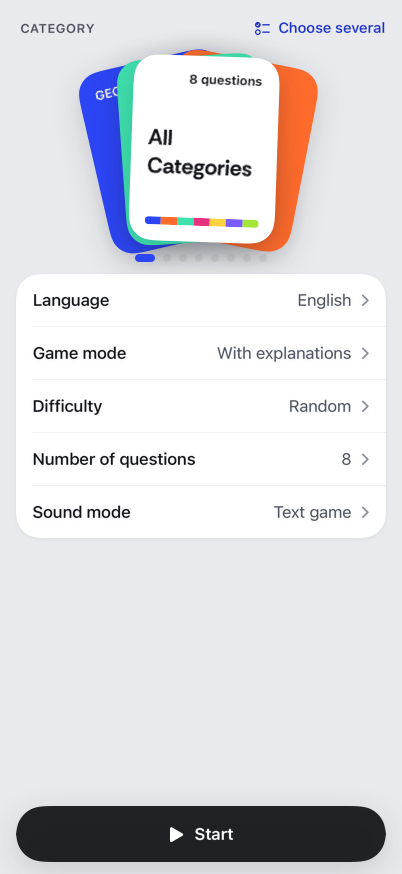 CATEGORY
Choose several
8 questions
All
Categories
Language
English
Game mode
With explanations
Difficulty
Random
Number of questions
8
Sound mode
Text game
Start